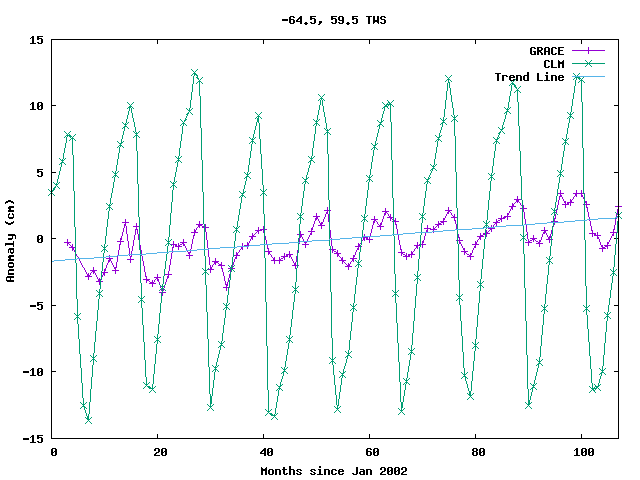 -64.5, 59.5 TWS
15
GRACE
CLM
Trend Line
10
5
0
-5
-10
-15
Anomaly (cm)
0 20 40 60 80 100
Months since Jan 2002